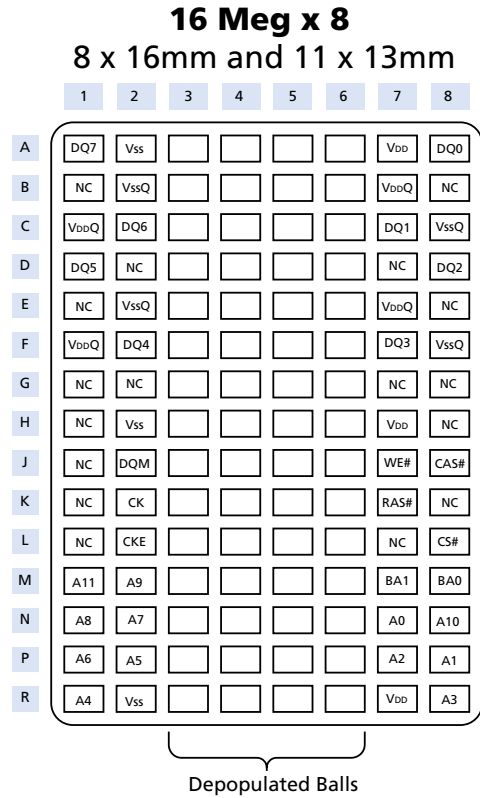 16 Meg x 8
8 x 16mm and 11 x 13mm
1 2 3 4 5 6 7 8
A DQ7 Vss VDD DQ0
B NC VssQ VDDQ NC
C VDDQ DQ6 DQ1 VssQ
D DQ5 NC NC DQ2
E NC VssQ VDDQ NC
F VDDQ DQ4 DQ3 VssQ
G NC NC NC NC
H NC Vss VDD NC
J NC DQM WE# CAS#
K NC CK RAS# NC
L NC CKE NC CS#
M A11 A9 BA1 BA0
N A8 A7 A0 A10
P A6 A5 A2 A1
R A4 Vss VDD A3
Depopulated Balls